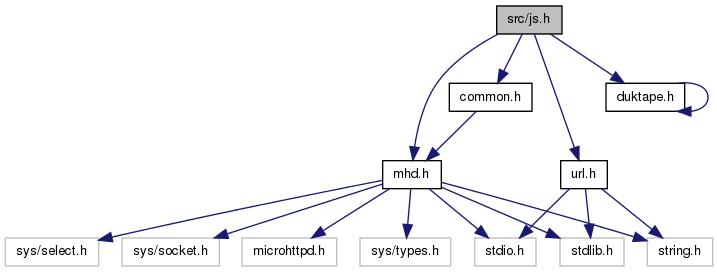 src/js.h
common.h
duktape.h
mhd.h
url.h
sys/select.h
sys/socket.h
microhttpd.h
sys/types.h
stdio.h
stdlib.h
string.h